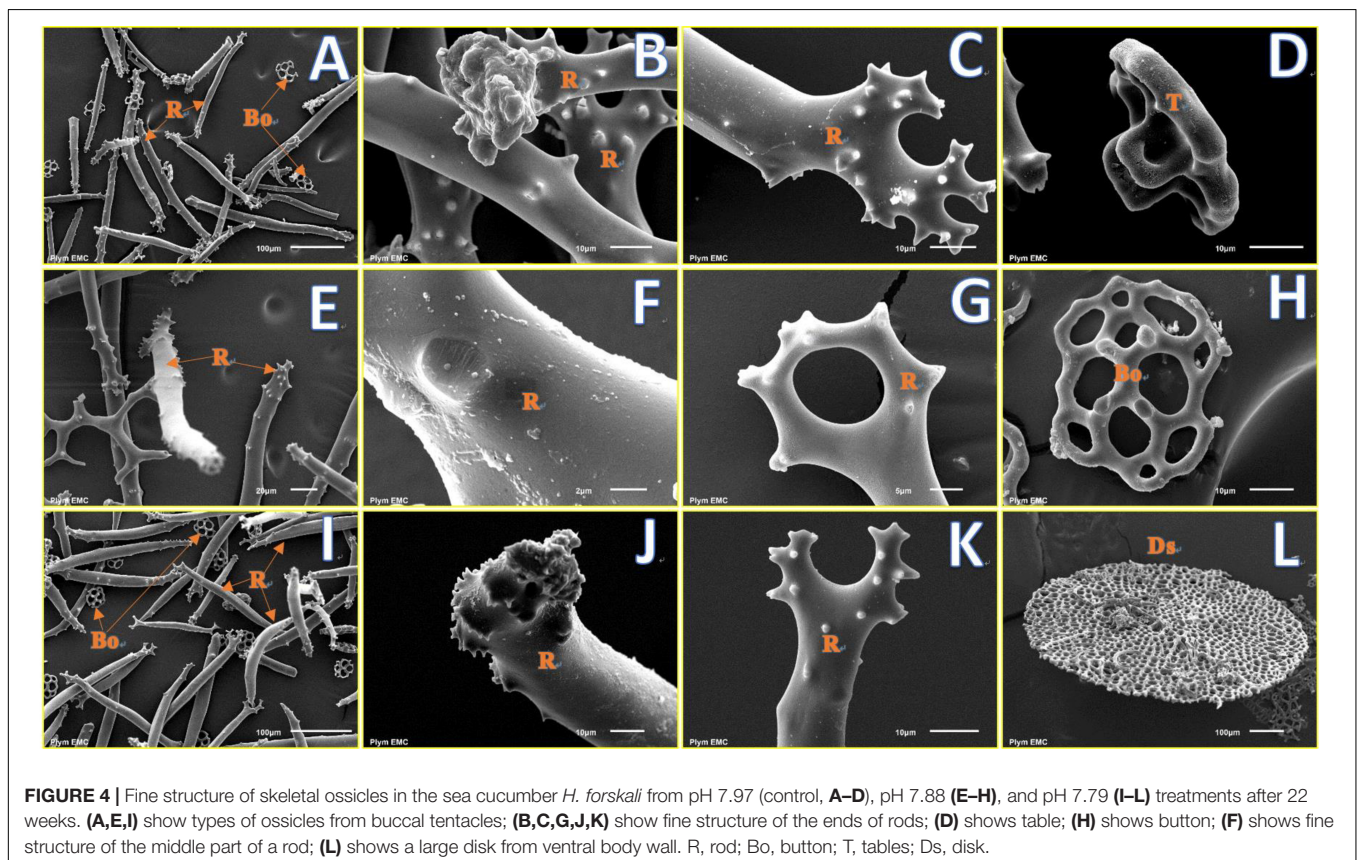 A
R
Bo
100µm
Plym EMC
B
R
R
10µm
Plym EMC
C
R
10µm
Plym EMC
D
T
10µm
Plym EMC
E
R
20µm
Plym EMC
F
R
2µm
Plym EMC
G
R
5µm
Plym EMC
H
Bo
10µm
Plym EMC
I
R
Bo
100µm
Plym EMC
J
R
10µm
Plym EMC
K
R
10µm
Plym EMC
L
Ds
100µm
Plym EMC
FIGURE 4 | Fine structure of skeletal ossicles in the sea cucumber H. forskali from pH 7.97 (control, A–D), pH 7.88 (E–H), and pH 7.79 (I–L) treatments after 22
weeks. (A,E,I) show types of ossicles from buccal tentacles; (B,C,G,J,K) show fine structure of the ends of rods; (D) shows table; (H) shows button; (F) shows fine
structure of the middle part of a rod; (L) shows a large disk from ventral body wall. R, rod; Bo, button; T, tables; Ds, disk.